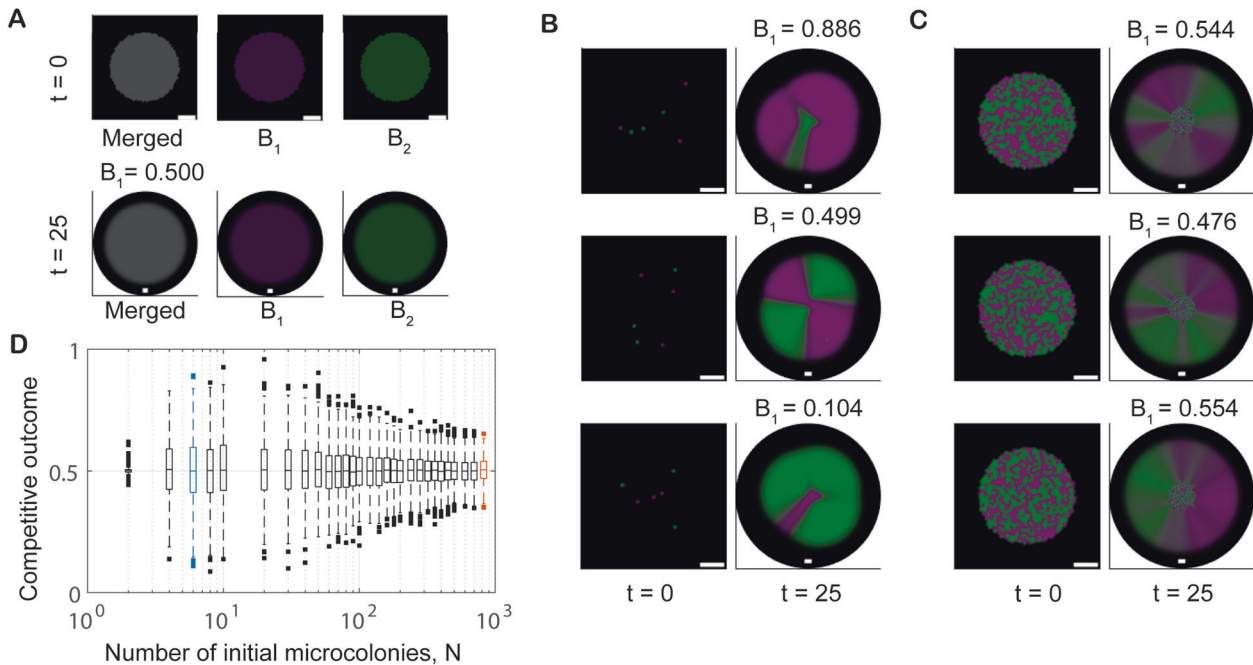 A
t = 0
Merged
B1
B2
B1 = 0.500
t = 25
Merged
B1
B2
B
B1 = 0.886
B1 = 0.499
B1 = 0.104
t = 0
t = 25
C
B1 = 0.544
B1 = 0.476
B1 = 0.554
t = 0
t = 25
D
Competitive outcome
1
0.5
0
10^0
10^1
10^2
10^3
Number of initial microcolonies, N